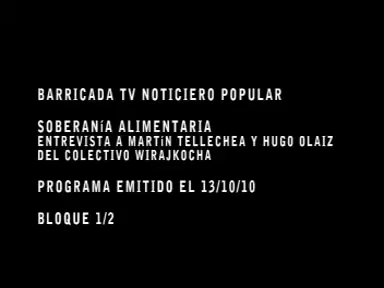 BARRICADA TV NOTICIERO POPULAR
SOBERANíA ALIMENTARIA
ENTREVISTA A MARTíN TELLECHEA Y HUGO OLAIZ
DEL COLECTIVO WIRAJKOCHA
PROGRAMA EMITIDO EL 13/10/10
BLOQUE 1/2